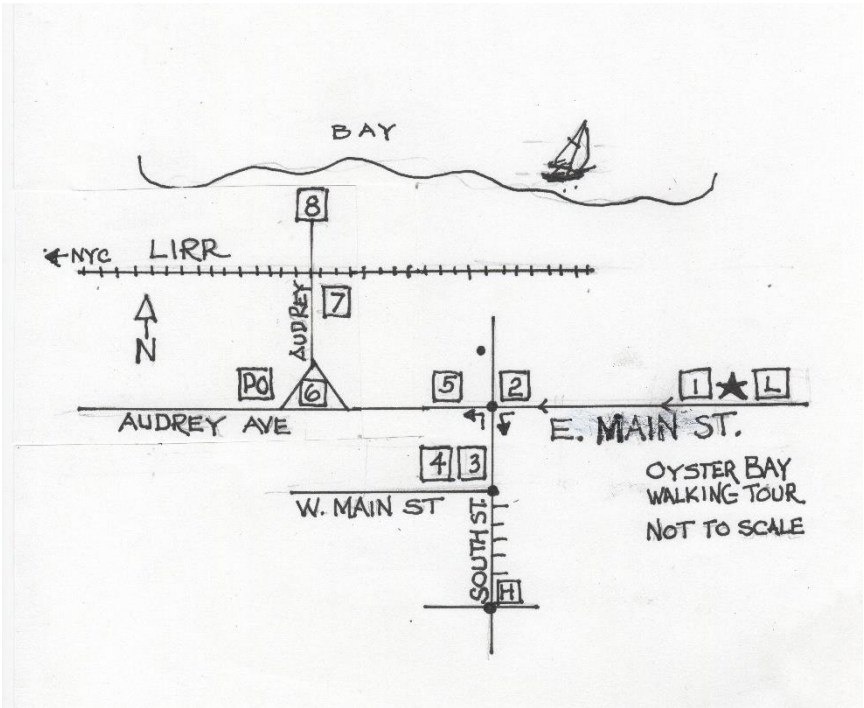 BAY
8
←NYC LIRR
7
AUDREY
N
PO
6
5
2
1 ★ L
AUDREY AVE
E. MAIN ST.
4
3
OYSTER BAY
WALKING TOUR
W. MAIN ST
NOT TO SCALE
SOUTH ST.
H